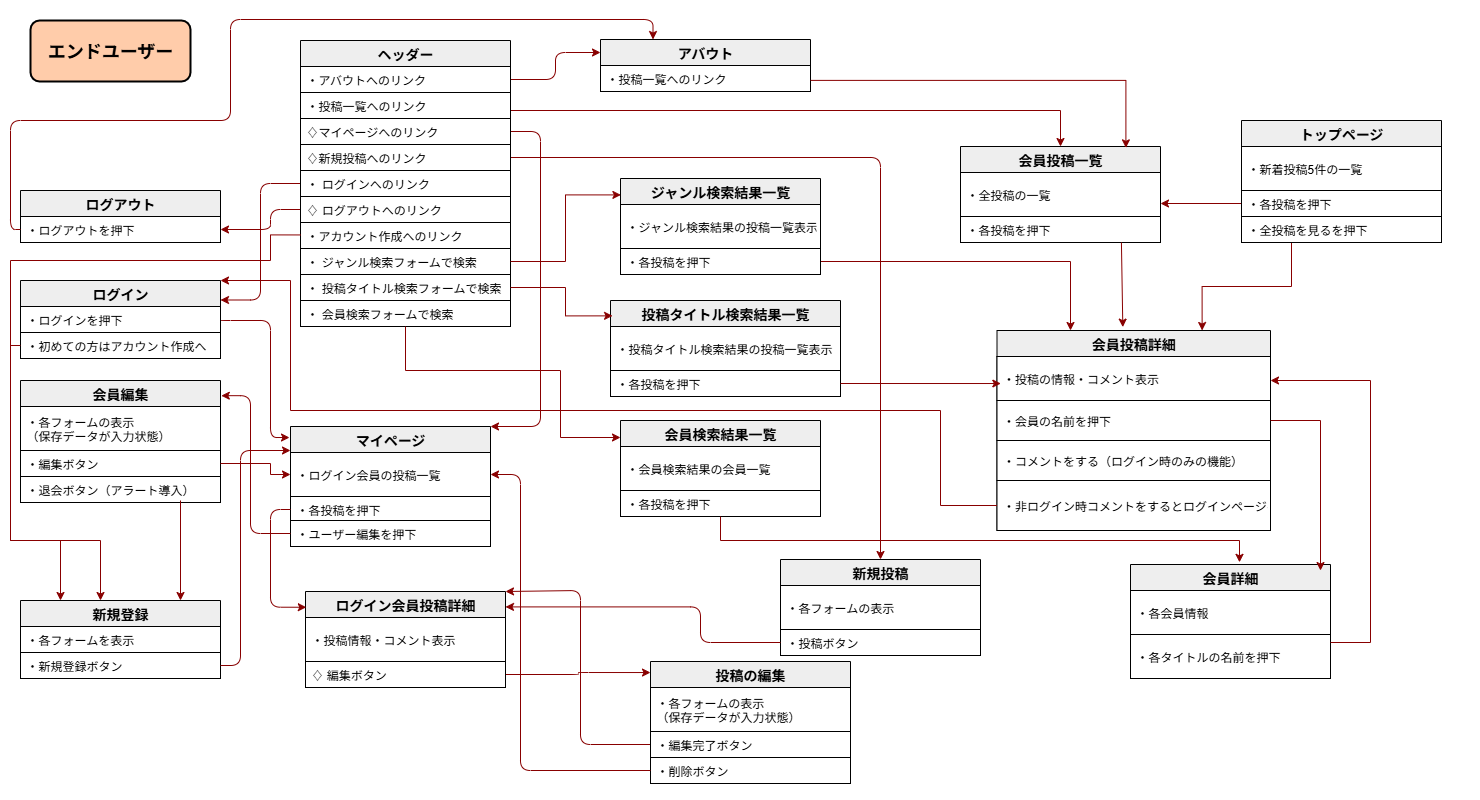 エンドユーザー
ヘッダー
・アバウトへのリンク
・投稿一覧へのリンク
♢マイページへのリンク
♢新規投稿へのリンク
・ ログインへのリンク
♢ ログアウトへのリンク
・アカウント作成へのリンク
・ ジャンル検索フォームで検索
・ 投稿タイトル検索フォームで検索
・ 会員検索フォームで検索
アバウト
・投稿一覧へのリンク
トップページ
・新着投稿5件の一覧
・各投稿を押下
・全投稿を見るを押下
会員投稿一覧
・全投稿の一覧
・各投稿を押下
ログアウト
・ログアウトを押下
ジャンル検索結果一覧
・ジャンル検索結果の投稿一覧表示
・各投稿を押下
ログイン
・ログインを押下
・初めての方はアカウント作成へ
投稿タイトル検索結果一覧
・投稿タイトル検索結果の投稿一覧表示
・各投稿を押下
会員投稿詳細
・投稿の情報・コメント表示
・会員の名前を押下
・コメントをする（ログイン時のみの機能）
・非ログイン時コメントをするとログインページ
会員編集
・各フォームの表示
（保存データが入力状態）
・編集ボタン
・退会ボタン（アラート導入）
マイページ
・ログイン会員の投稿一覧
・各投稿を押下
・ユーザー編集を押下
会員検索結果一覧
・会員検索結果の会員一覧
・各投稿を押下
新規投稿
・各フォームの表示
・投稿ボタン
会員詳細
・各会員情報
・各タイトルの名前を押下
新規登録
・各フォームを表示
・新規登録ボタン
ログイン会員投稿詳細
・投稿情報・コメント表示
♢ 編集ボタン
投稿の編集
・各フォームの表示
（保存データが入力状態）
・編集完了ボタン
・削除ボタン